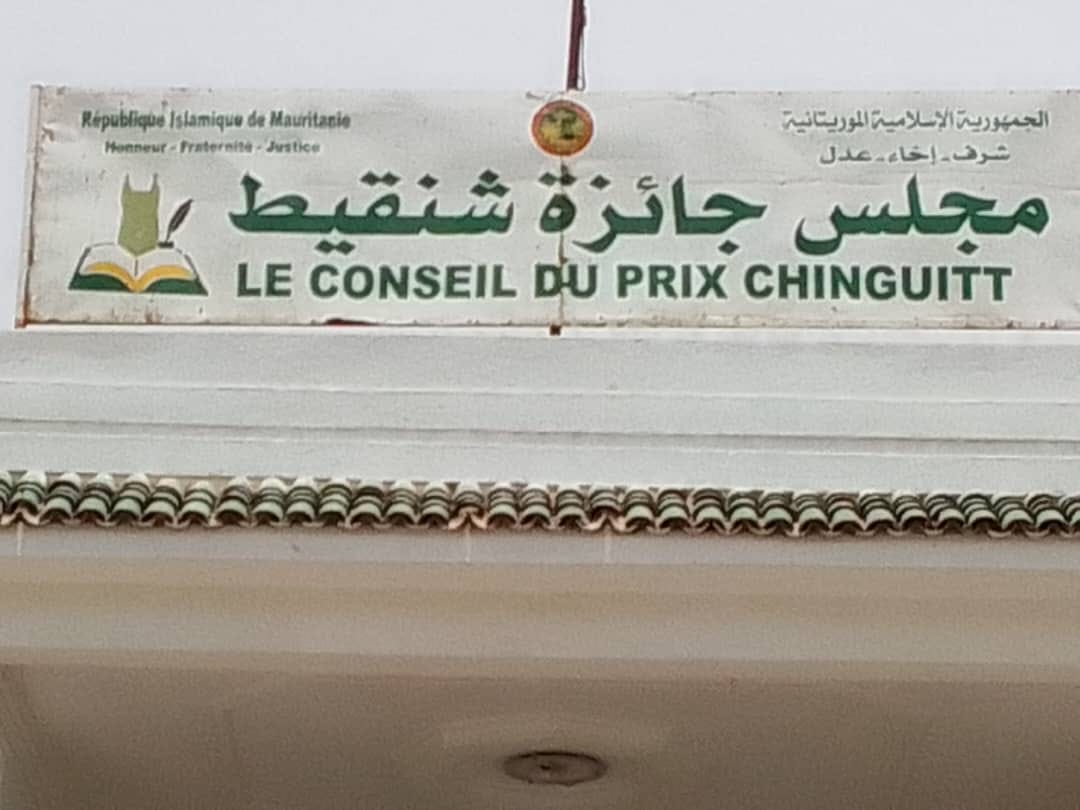 République Islamique de Mauritanie
Honneur - Fraternité - Justice
الجمهورية الإسلامية الموريتانية
شرف - إخاء - عدل
مجلس جائزة شنقيط
LE CONSEIL DU PRIX CHINGUITT